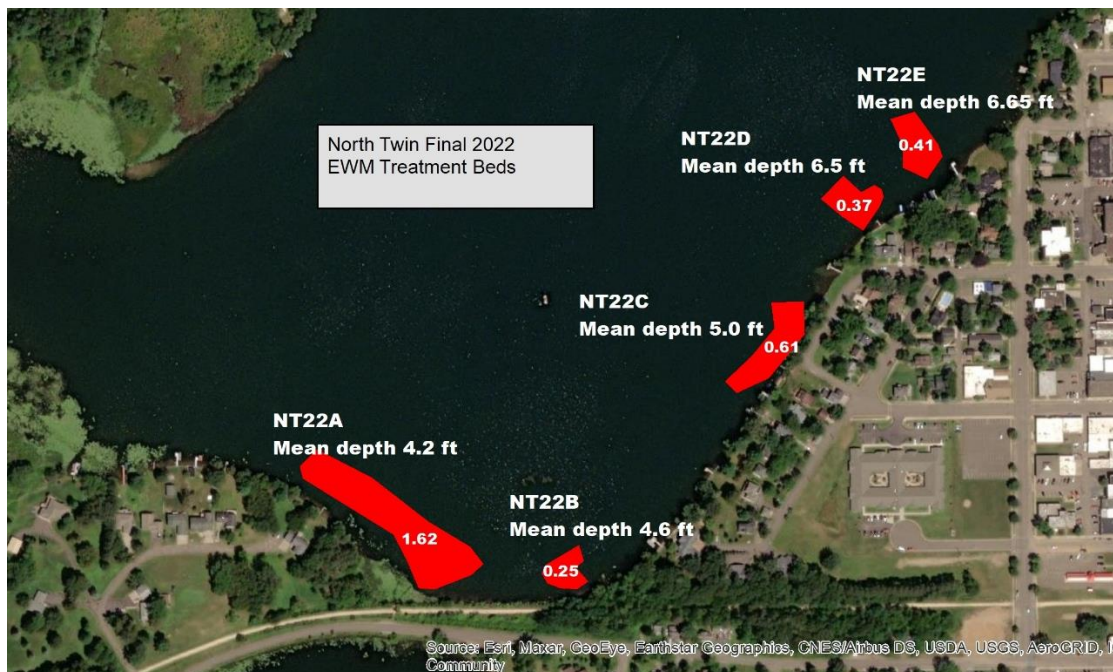 North Twin Final 2022
EWM Treatment Beds
NT22E
Mean depth 6.65 ft
0.41
NT22D
Mean depth 6.5 ft
0.37
NT22C
Mean depth 5.0 ft
0.61
NT22A
Mean depth 4.2 ft
1.62
NT22B
Mean depth 4.6 ft
0.25
Source: Esri, Maxar, GeoEye, Earthstar Geographics, CNES/Airbus DS, USDA, USGS, AeroGRID,
Community